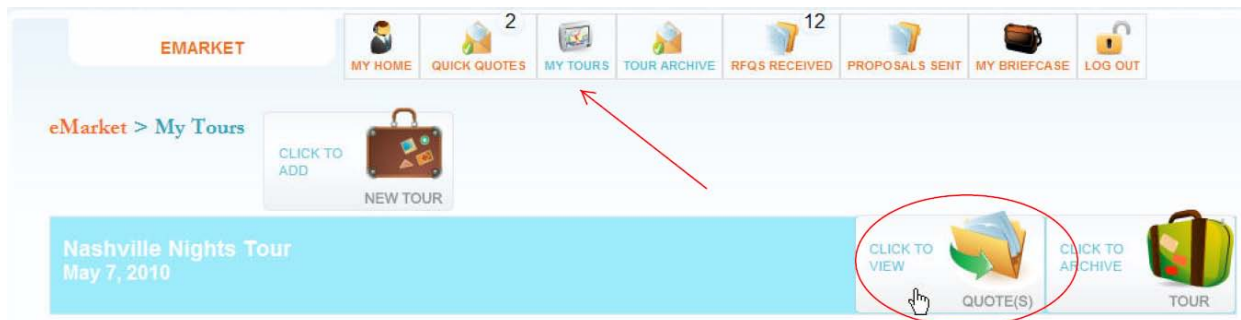 EMARKET
2
12
MY HOME QUICK QUOTES MY TOURS TOUR ARCHIVE RFQS RECEIVED PROPOSALS SENT MY BRIEFCASE LOG OUT
eMarket > My Tours
CLICK TO
ADD
NEW TOUR
Nashville Nights Tour
May 7, 2010
CLICK TO
VIEW
QUOTE(S)
CLICK TO
ARCHIVE
TOUR